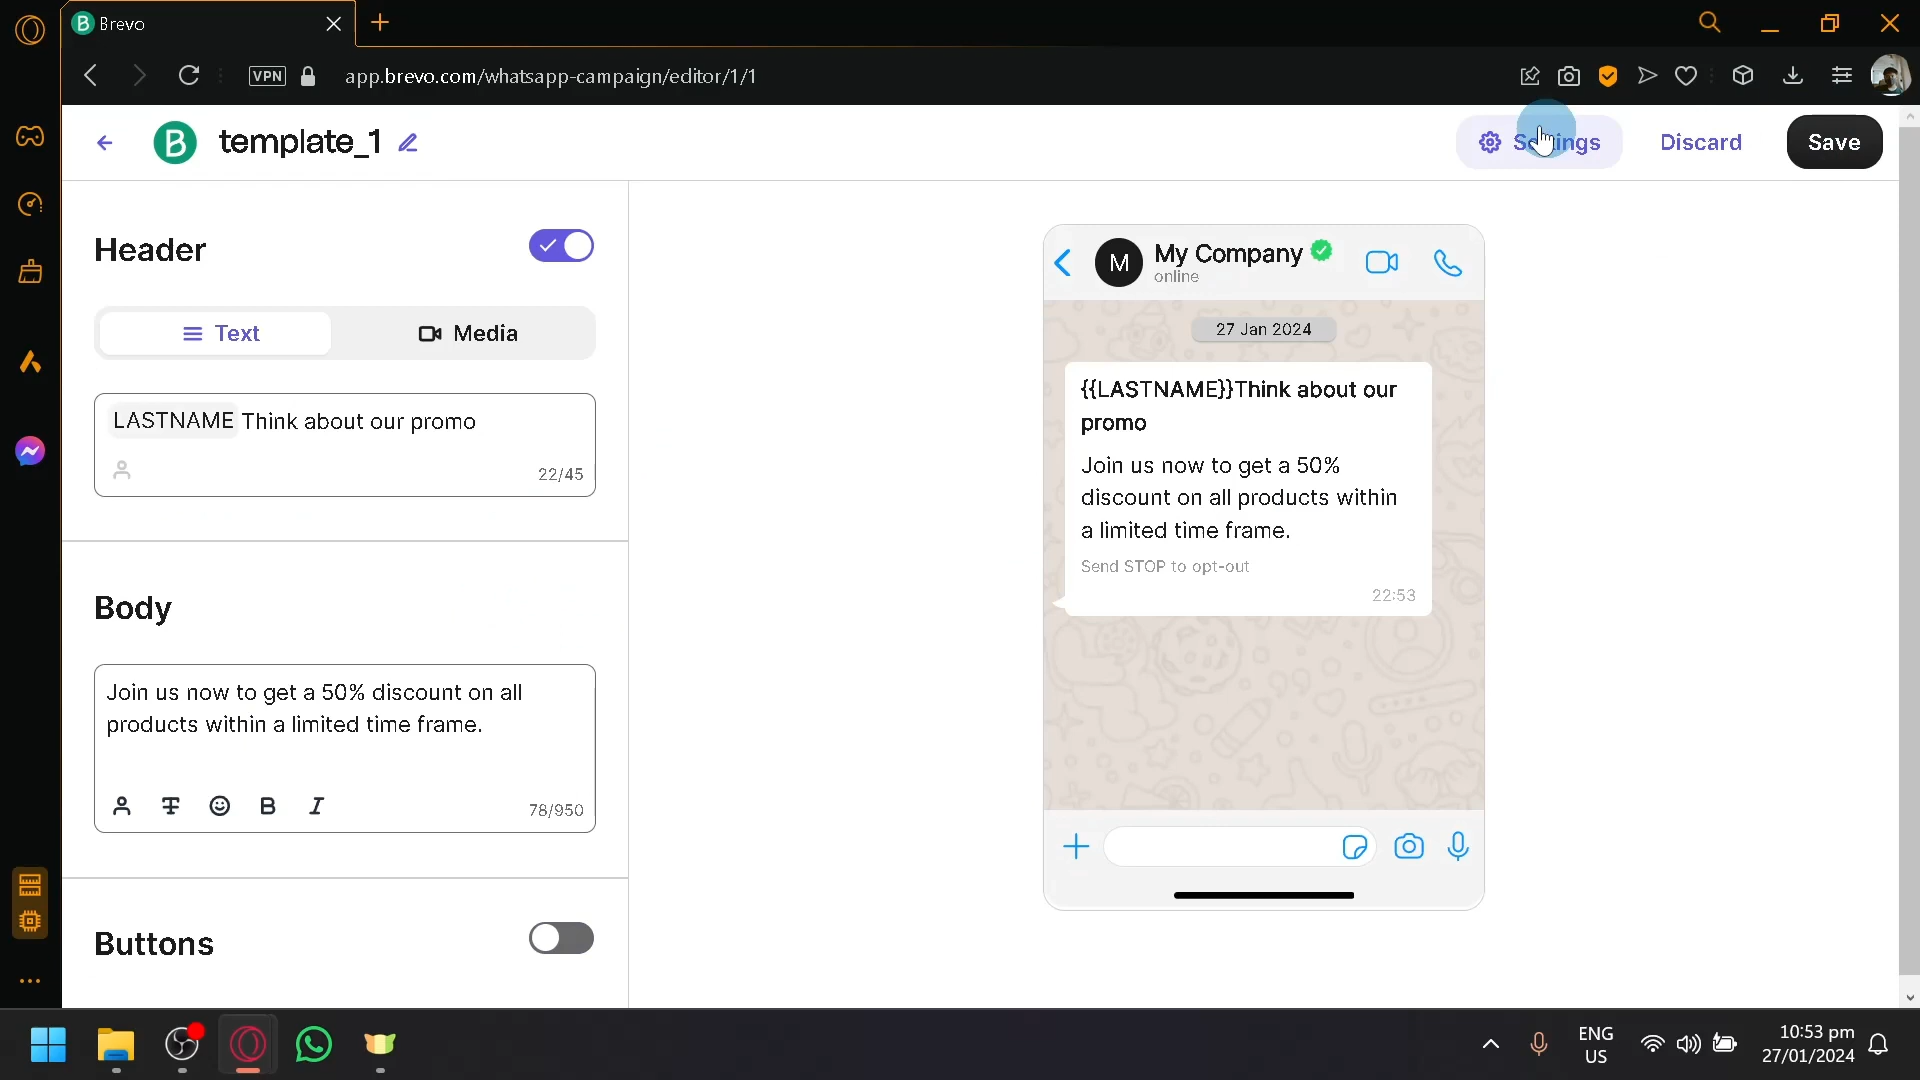 Brevo
VPN
app.brevo.com/whatsapp-campaign/editor/1/1
template_1
Settings
Discard
Save
Header
Text
Media
LASTNAME Think about our promo
22/45
Body
Join us now to get a 50% discount on all
products within a limited time frame.
78/950
Buttons
M
My Company
online
27 Jan 2024
{{LASTNAME}}Think about our
promo
Join us now to get a 50%
discount on all products within
a limited time frame.
Send STOP to opt-out
22:53
ENG
US
10:53 pm
27/01/2024